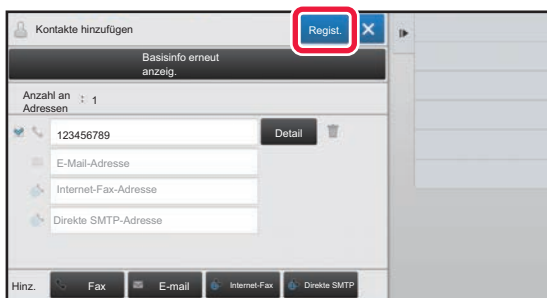 Kontakte hinzufügen
Regist.
Basisinfo erneut
anzeig.
Anzahl an
Adressen : 1
123456789
Detail
E-Mail-Adresse
Internet-Fax-Adresse
Direkte SMTP-Adresse
Hinz.
Fax
E-mail
Internet-Fax
Direkte SMTP